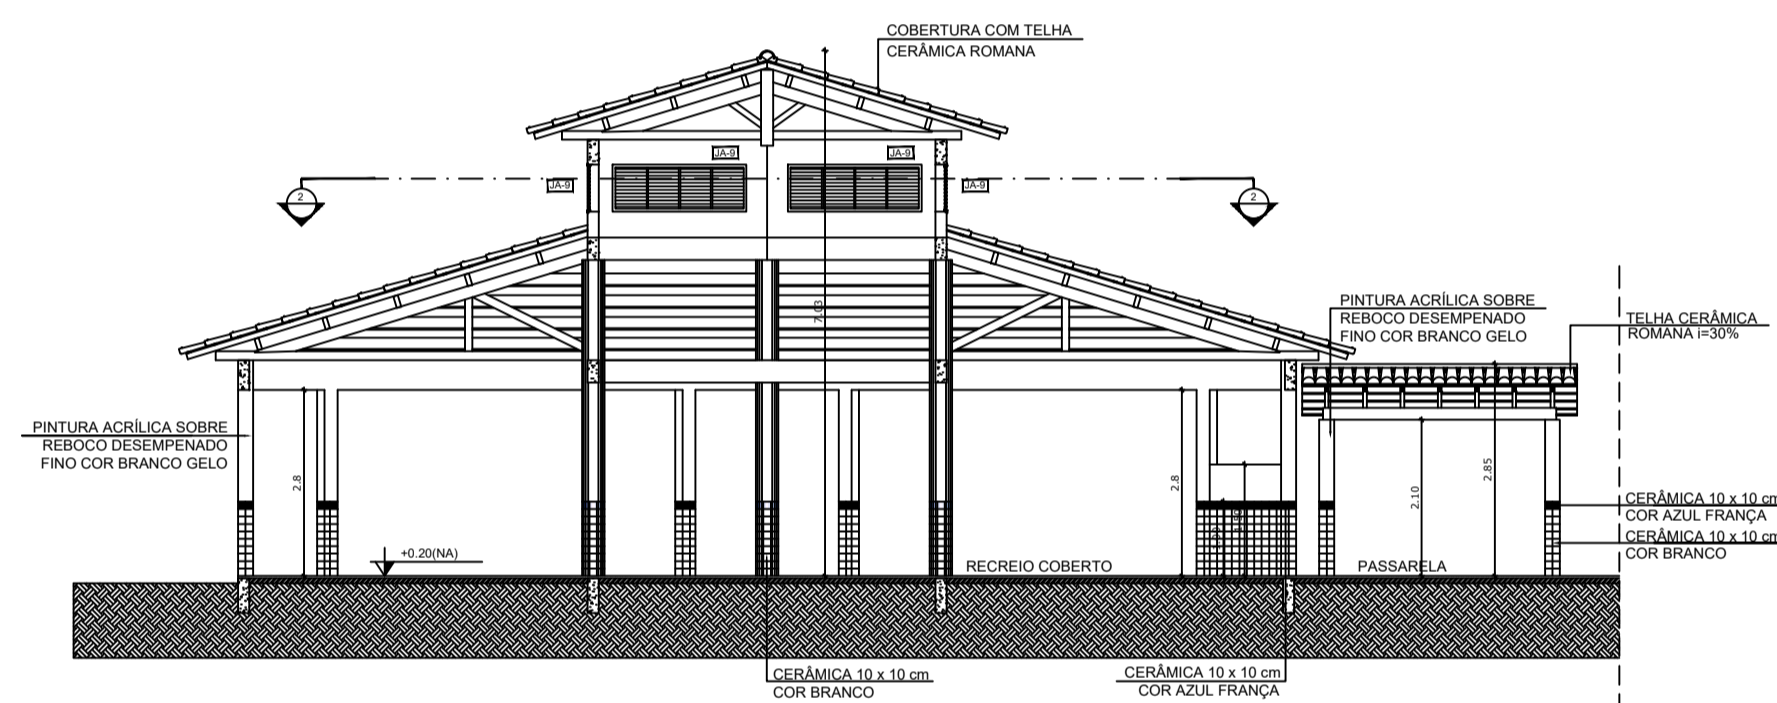 COBERTURA COM TELHA
CERÂMICA ROMANA
JA-9
JA-9
JA-9
JA-9
2
2
7.03
PINTURA ACRÍLICA SOBRE
REBOCO DESEMPENADO
FINO COR BRANCO GELO
TELHA CERÂMICA
ROMANA i=30%
PINTURA ACRÍLICA SOBRE
REBOCO DESEMPENADO
FINO COR BRANCO GELO
2.8
2.8
2.10
2.85
CERÂMICA 10 x 10 cm
COR AZUL FRANÇA
CERÂMICA 10 x 10 cm
COR BRANCO
+0.20(NA)
RECREIO COBERTO
PASSARELA
CERÂMICA 10 x 10 cm
COR BRANCO
CERÂMICA 10 x 10 cm
COR AZUL FRANÇA